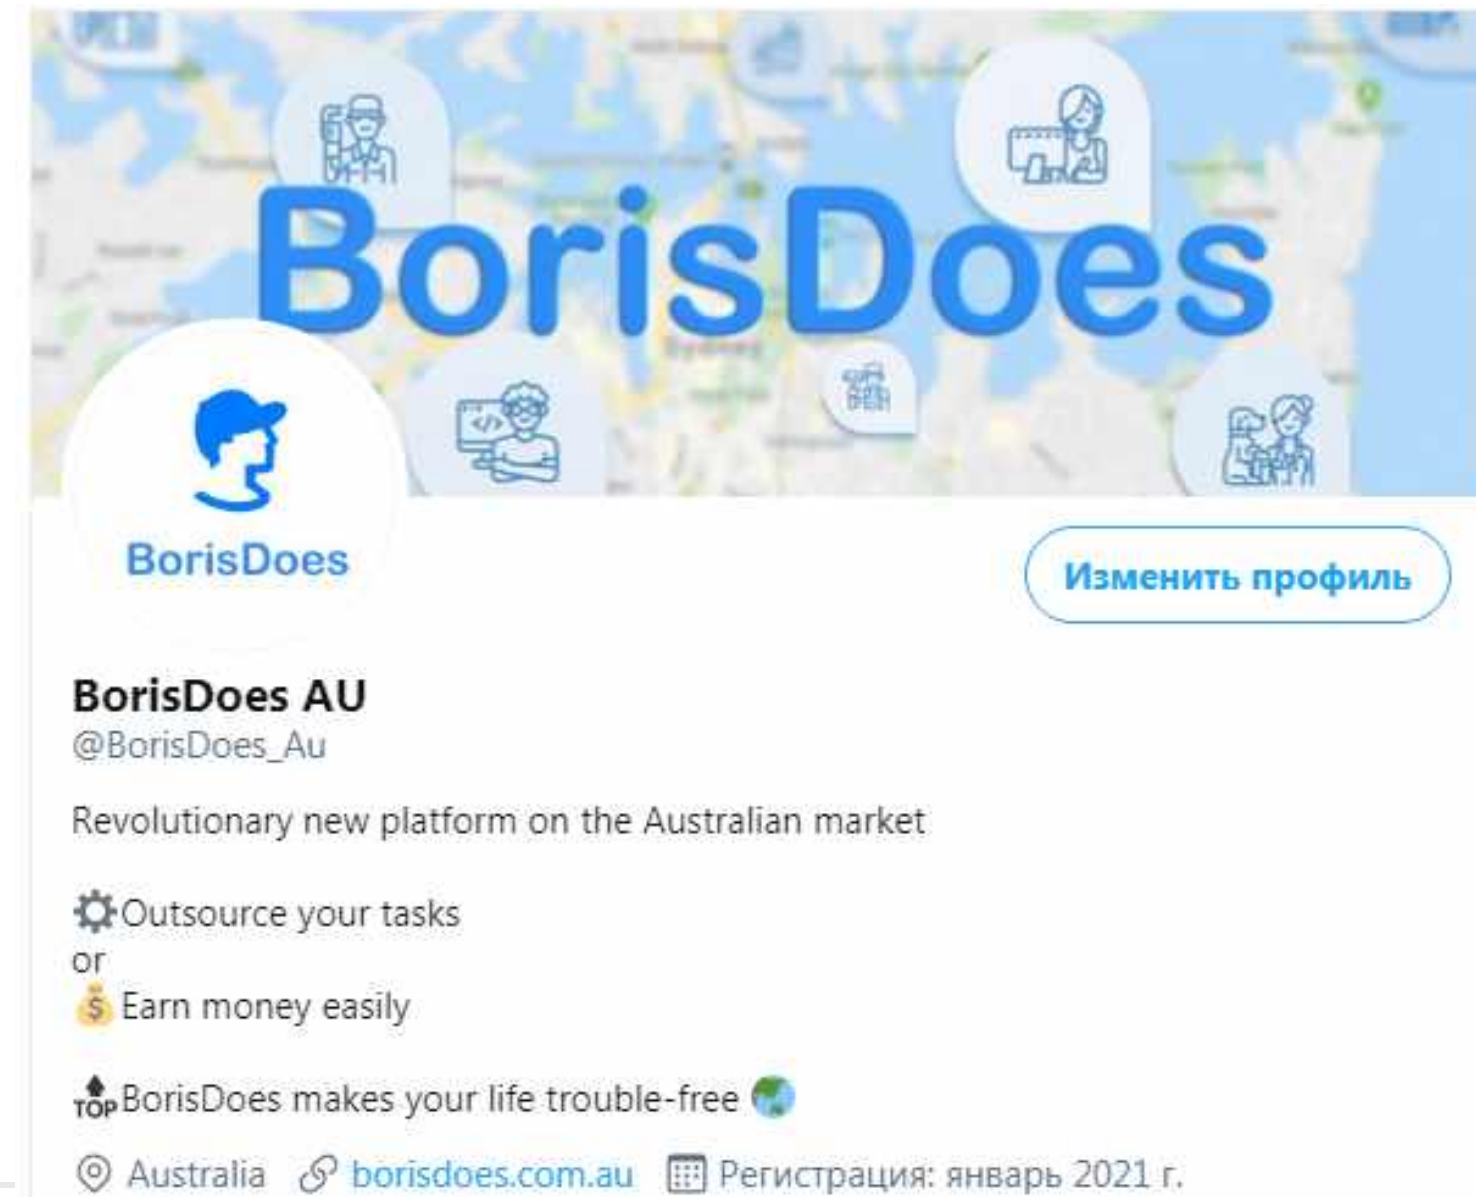 BorisDoes
Sydney
BorisDoes
Изменить профиль
BorisDoes AU
@BorisDoes_Au
Revolutionary new platform on the Australian market
Outsource your tasks
or
Earn money easily
TOP BorisDoes makes your life trouble-free
Australia borisdoes.com.au Регистрация: январь 2021 г.